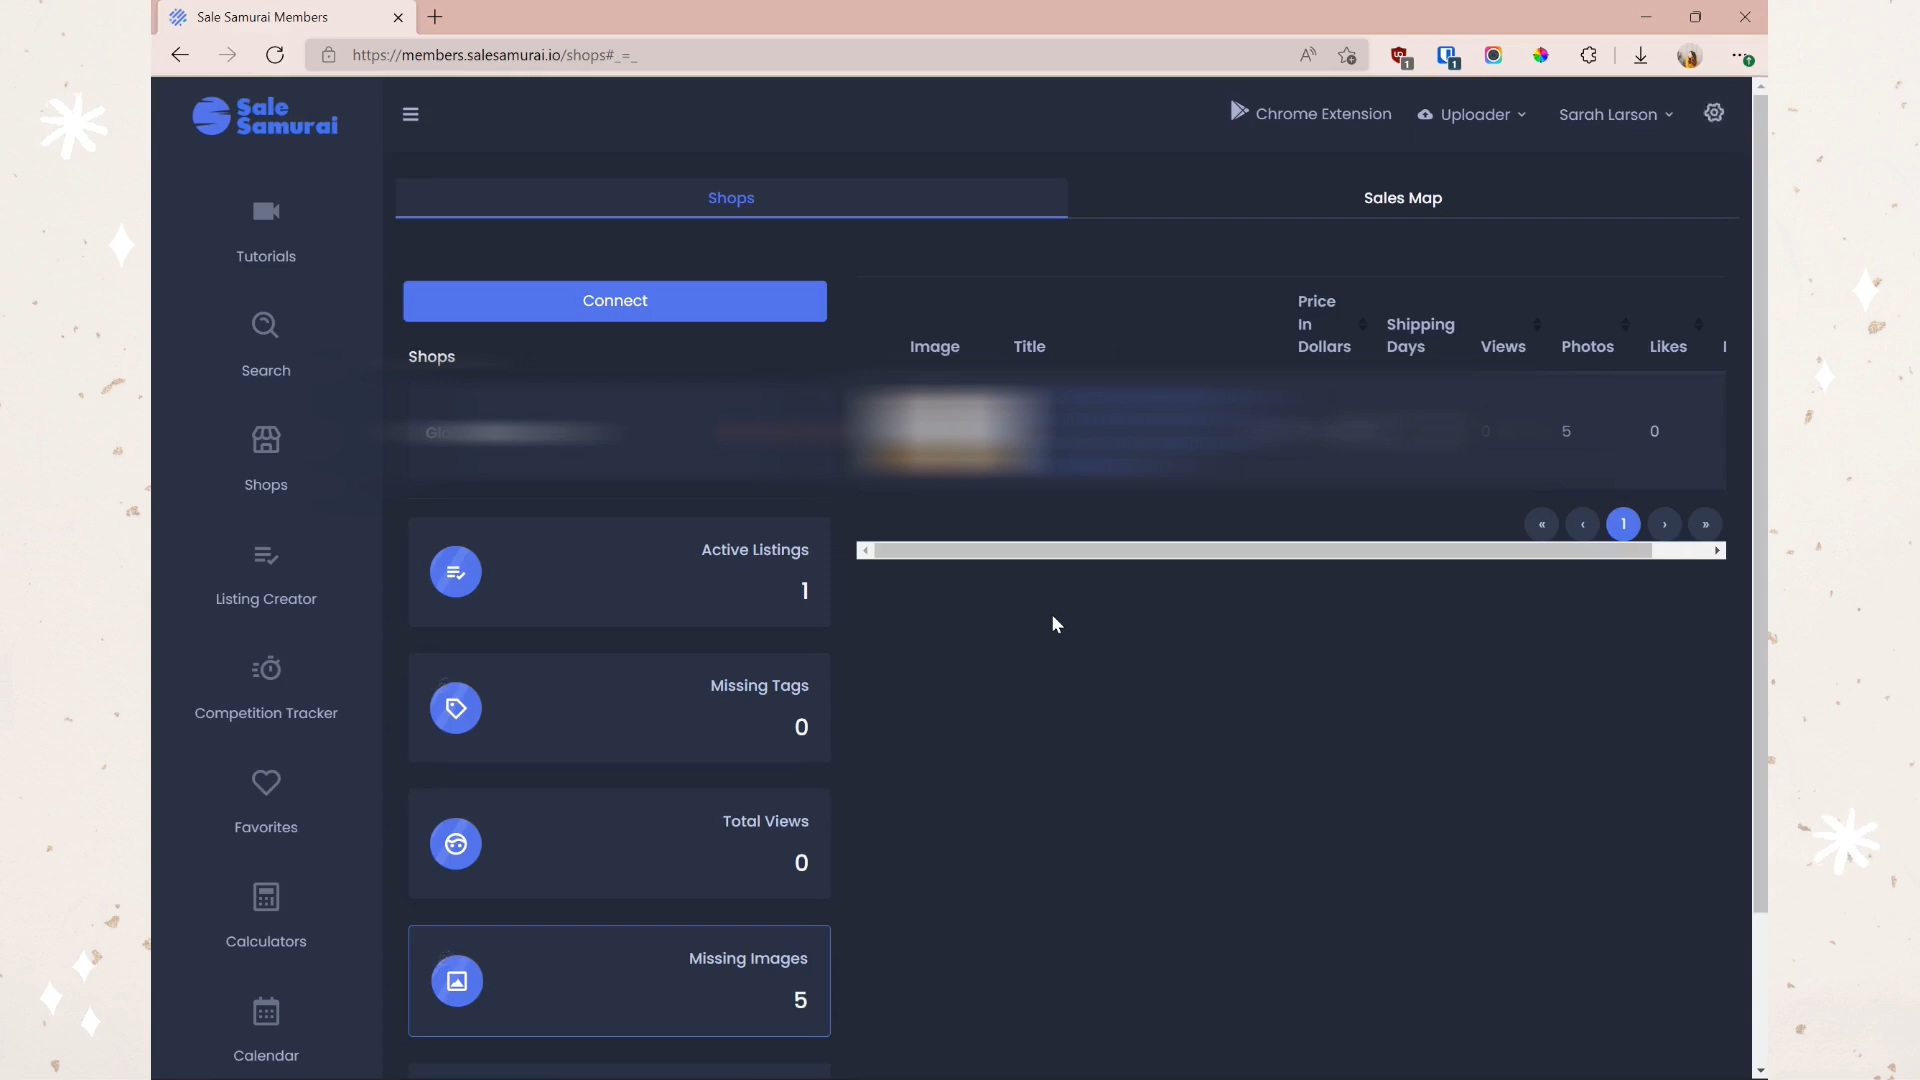 Sale Samurai Members
https://members.salesamurai.io/shops#_=_
1
1
Sale
Samurai
Chrome Extension
Uploader
Sarah Larson
Tutorials
Search
Shops
Listing Creator
Competition Tracker
Favorites
Calculators
Calendar
Shops
Sales Map
Connect
Shops
Active Listings
1
Missing Tags
0
Total Views
0
Missing Images
5
Image
Title
Price
In
Dollars
Shipping
Days
Views
Photos
Likes
0
5
0
« ‹ 1 › »